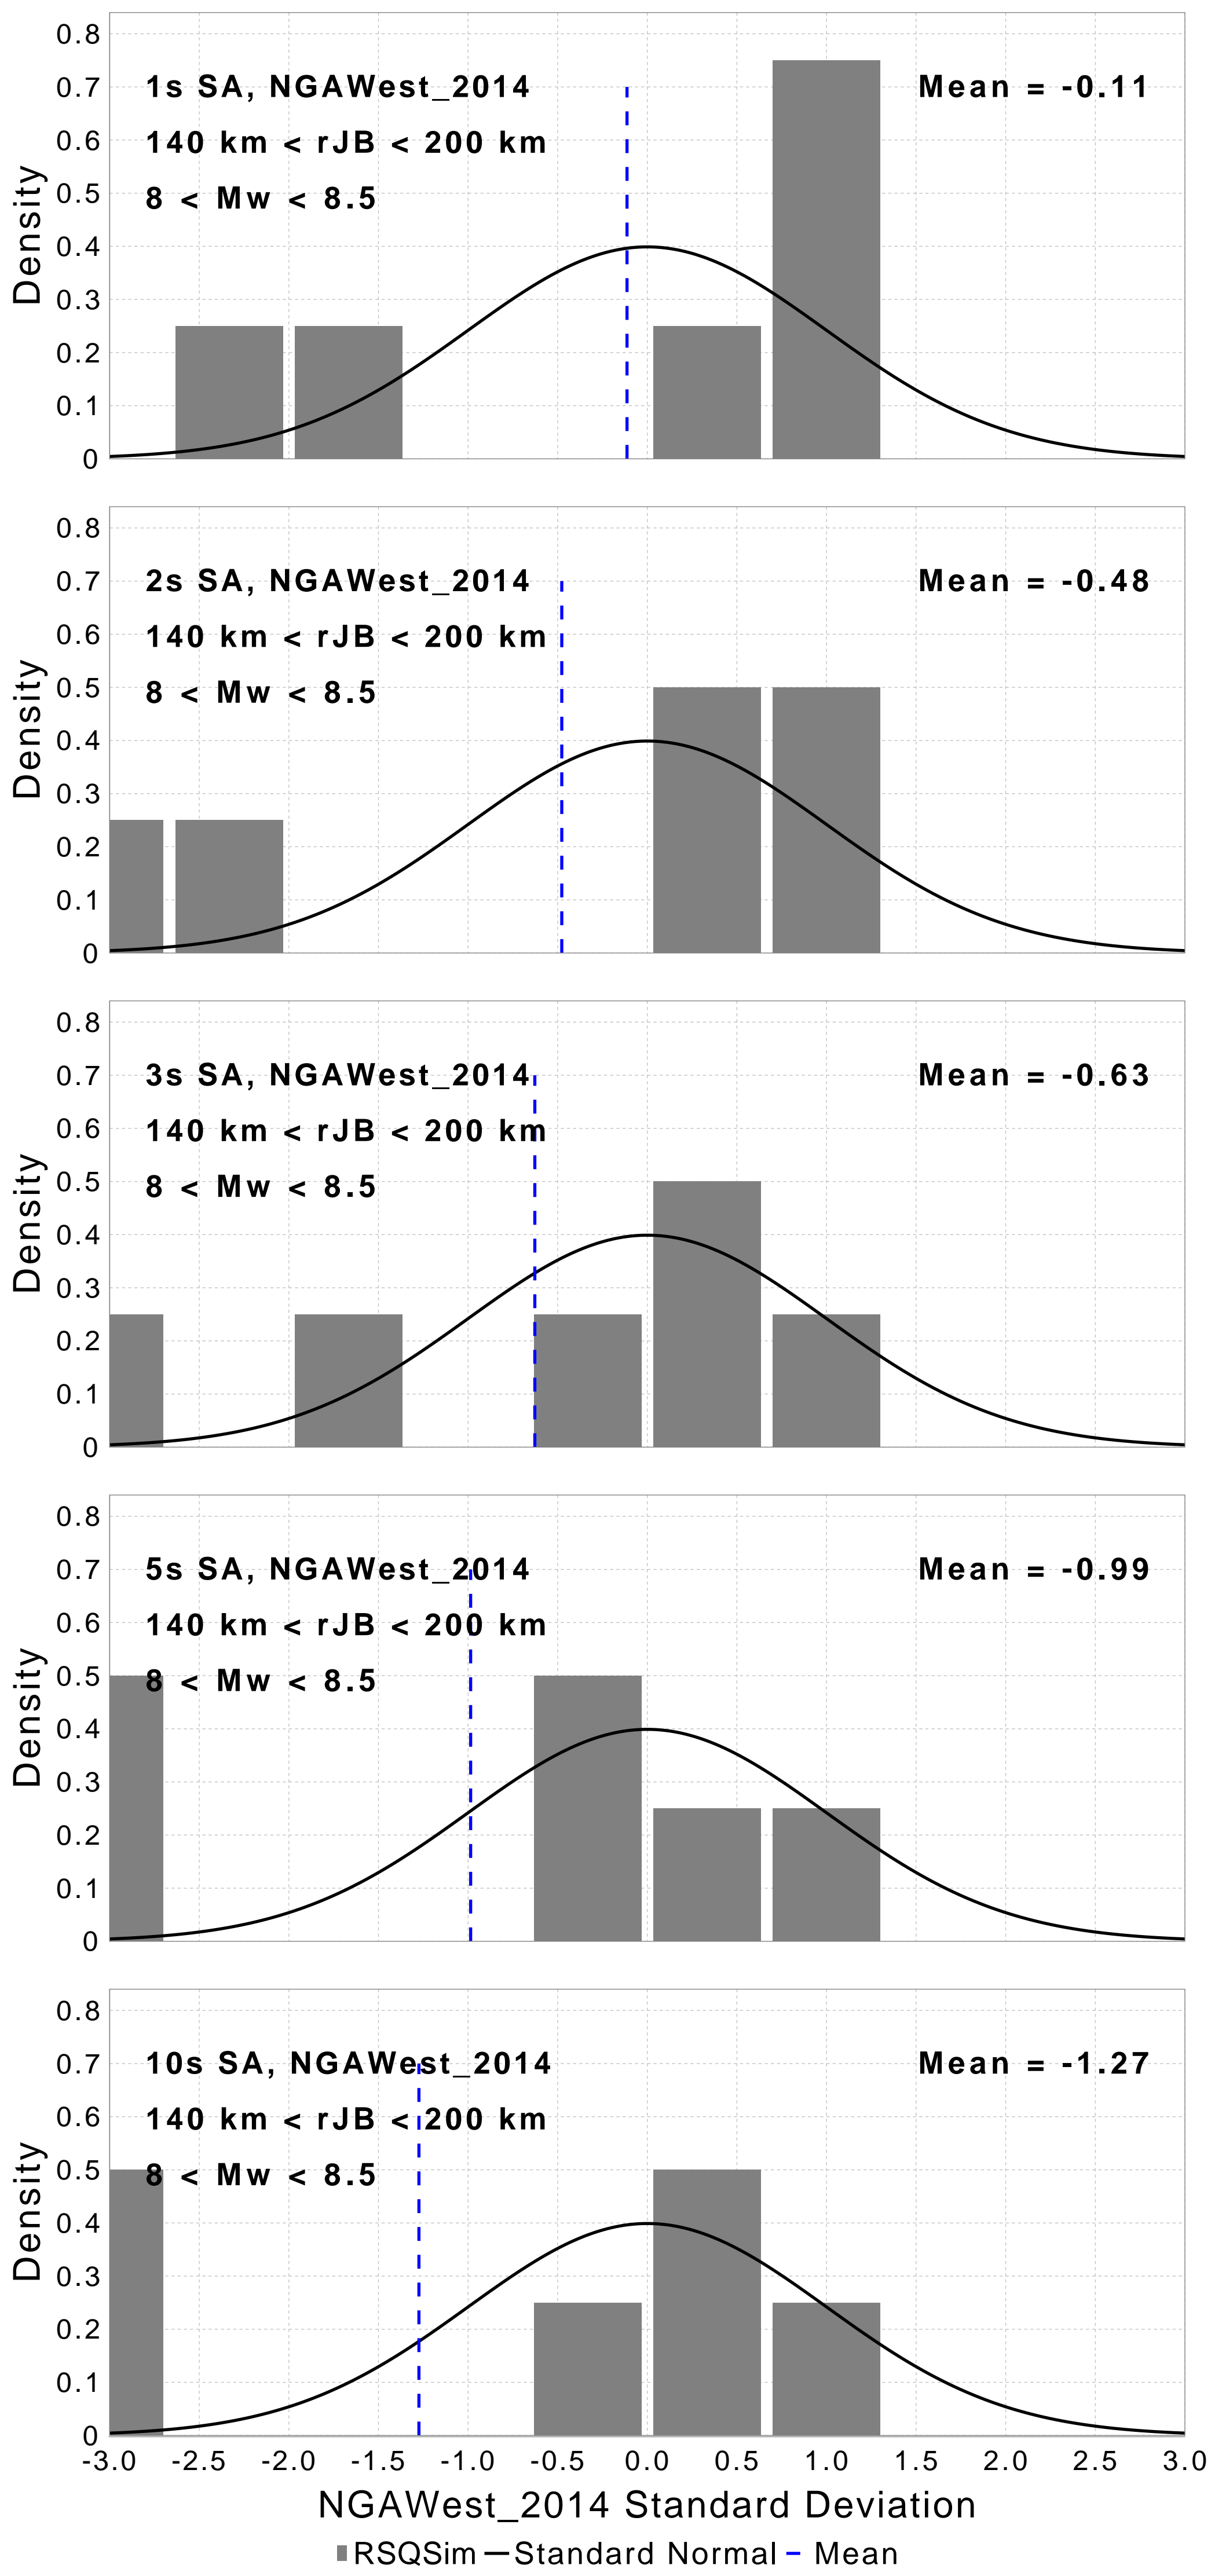 0.8
0.7
0.6
0.5
0.4
0.3
0.2
0.1
0
Density
1s SA, NGAWest_2014
140 km < rJB < 200 km
8 < Mw < 8.5
Mean = -0.11
0.8
0.7
0.6
0.5
0.4
0.3
0.2
0.1
0
Density
2s SA, NGAWest_2014
140 km < rJB < 200 km
8 < Mw < 8.5
Mean = -0.48
0.8
0.7
0.6
0.5
0.4
0.3
0.2
0.1
0
Density
3s SA, NGAWest_2014
140 km < rJB < 200 km
8 < Mw < 8.5
Mean = -0.63
0.8
0.7
0.6
0.5
0.4
0.3
0.2
0.1
0
Density
5s SA, NGAWest_2014
140 km < rJB < 200 km
8 < Mw < 8.5
Mean = -0.99
0.8
0.7
0.6
0.5
0.4
0.3
0.2
0.1
0
Density
10s SA, NGAWest_2014
140 km < rJB < 200 km
8 < Mw < 8.5
Mean = -1.27
-3.0 -2.5 -2.0 -1.5 -1.0 -0.5 0.0 0.5 1.0 1.5 2.0 2.5 3.0
NGAWest_2014 Standard Deviation
RSQSim Standard Normal Mean